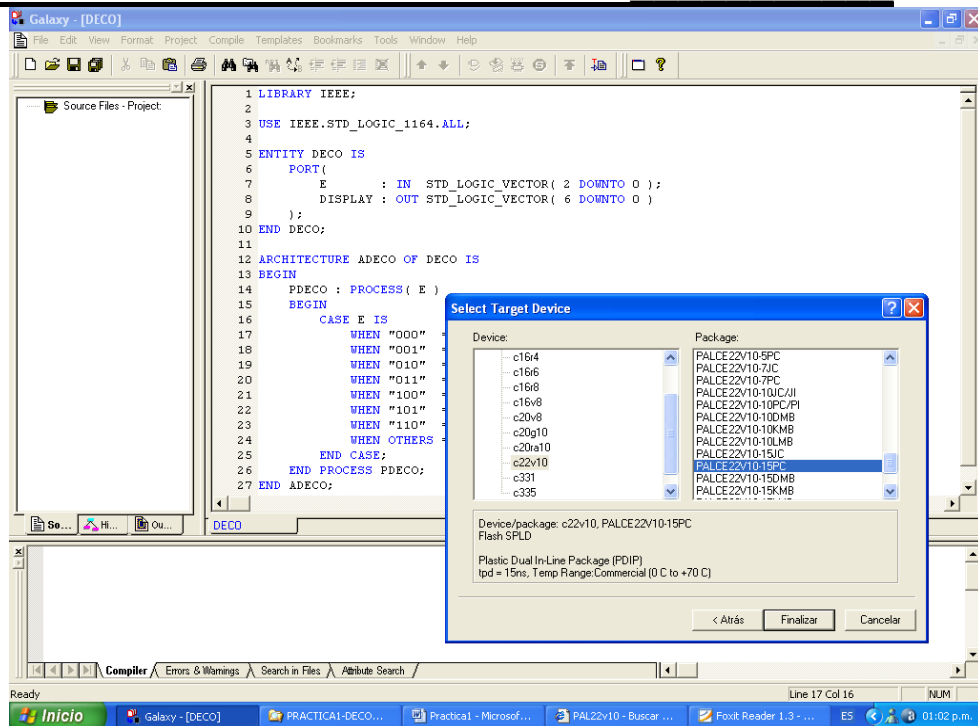 Galaxy - [DECO]
File Edit View Format Project Compile Templates Bookmarks Tools Window Help
Source Files - Project:
1 LIBRARY IEEE;
2
3 USE IEEE.STD_LOGIC_1164.ALL;
4
5 ENTITY DECO IS
6 PORT(
7 E : IN STD_LOGIC_VECTOR( 2 DOWNTO 0 );
8 DISPLAY : OUT STD_LOGIC_VECTOR( 6 DOWNTO 0 )
9 );
10 END DECO;
11
12 ARCHITECTURE ADECO OF DECO IS
13 BEGIN
14 PDECO : PROCESS( E )
15 BEGIN
16 CASE E IS
17 WHEN "000" =
18 WHEN "001" =
19 WHEN "010" =
20 WHEN "011" =
21 WHEN "100" =
22 WHEN "101" =
23 WHEN "110" =
24 WHEN OTHERS =
25 END CASE;
26 END PROCESS PDECO;
27 END ADECO;
Select Target Device
Device:
c16r4
c16r6
c16r8
c16v8
c20v8
c20g10
c20ra10
c22v10
c331
c335
Package:
PALCE22V10-5PC
PALCE22V10-7JC
PALCE22V10-7PC
PALCE22V10-10JC/JI
PALCE22V10-10PC/PI
PALCE22V10-10DMB
PALCE22V10-10KMB
PALCE22V10-10LMB
PALCE22V10-15JC
PALCE22V10-15PC
PALCE22V10-15DMB
PALCE22V10-15KMB
Device/package: c22v10, PALCE22V10-15PC
Flash SPLD
Plastic Dual In-Line Package (PDIP)
tpd = 15ns, Temp Range:Commercial (0 C to +70 C)
< Atrás Finalizar Cancelar
So... Hi... Ou...
DECO
Compiler Errors & Warnings Search in Files Attribute Search
Ready Line 17 Col 16 NUM
Inicio Galaxy - [DECO] PRACTICA1-DECO... Practica1 - Microsof... PAL22v10 - Buscar ... Foxit Reader 1.3 - ... ES 01:02 p.m.